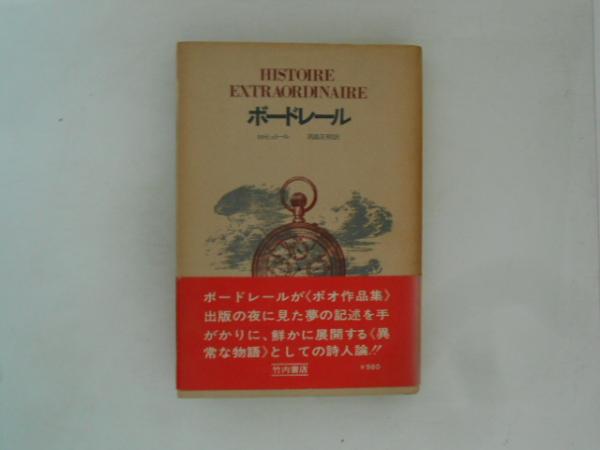 HISTOIRE
EXTRAORDINAIRE
ボードレール
ボードレールが《ポオ作品集》
出版の夜に見た夢の記述を手
がかりに、鮮かに展開する《異
常な物語》としての詩人論!!
竹内書店
¥980